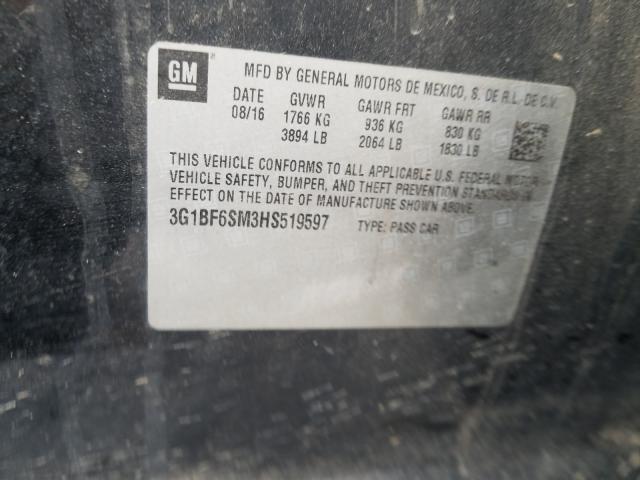 GM
MFD BY GENERAL MOTORS DE MEXICO, S. DE R.L. DE C.V.
DATE GVWR GAWR FRT GAWR RR
08/16 1766 KG 936 KG 830 KG
3894 LB 2064 LB 1830 LB
THIS VEHICLE CONFORMS TO ALL APPLICABLE U.S. FEDERAL MOTOR
VEHICLE SAFETY, BUMPER, AND THEFT PREVENTION STANDARDS IN
EFFECT ON THE DATE OF MANUFACTURE SHOWN ABOVE.
3G1BF6SM3HS519597 TYPE: PASS CAR